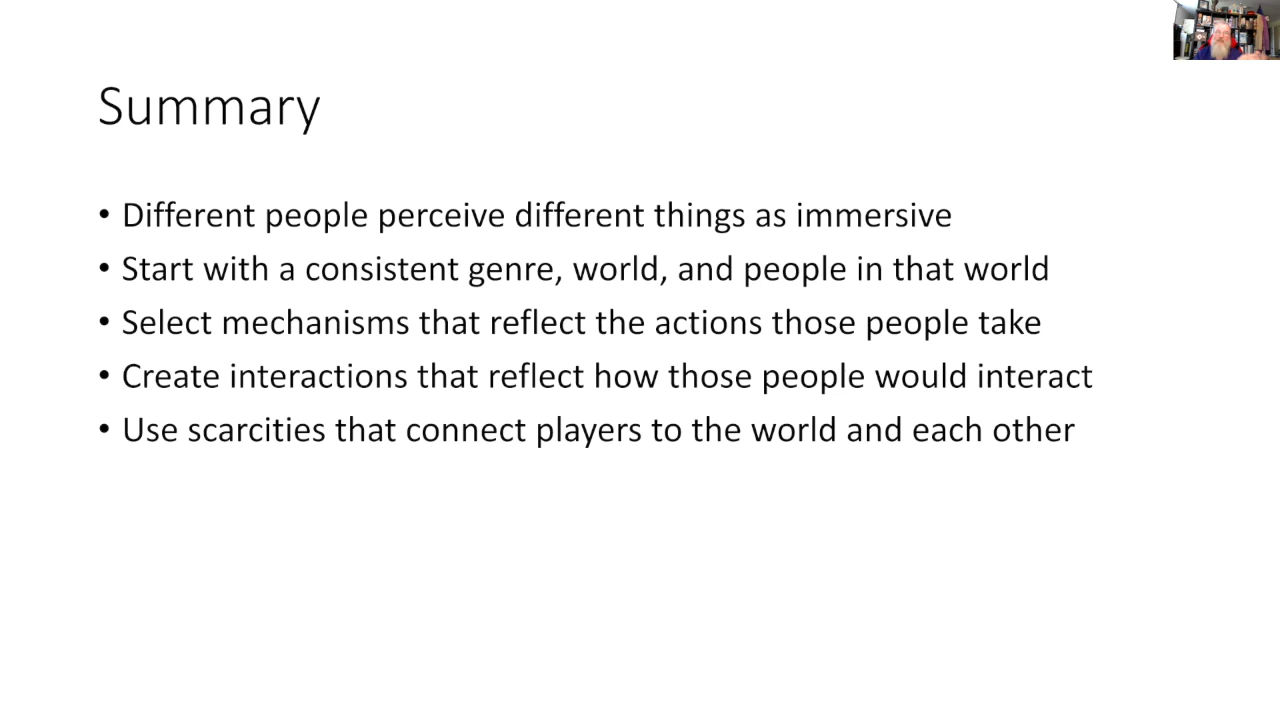 Summary
• Different people perceive different things as immersive
• Start with a consistent genre, world, and people in that world
• Select mechanisms that reflect the actions those people take
• Create interactions that reflect how those people would interact
• Use scarcities that connect players to the world and each other